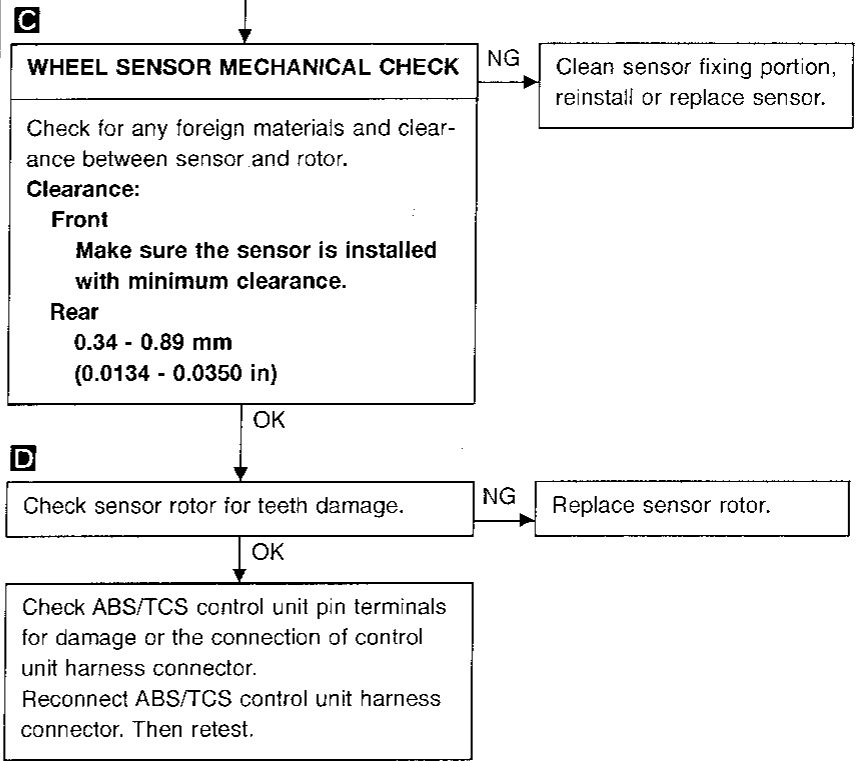 C
WHEEL SENSOR MECHANICAL CHECK
NG
Clean sensor fixing portion,
reinstall or replace sensor.
Check for any foreign materials and clear-
ance between sensor and rotor.
Clearance:
Front
Make sure the sensor is installed
with minimum clearance.
Rear
0.34 - 0.89 mm
(0.0134 - 0.0350 in)
OK
D
Check sensor rotor for teeth damage.
NG
Replace sensor rotor.
OK
Check ABS/TCS control unit pin terminals
for damage or the connection of control
unit harness connector.
Reconnect ABS/TCS control unit harness
connector. Then retest.